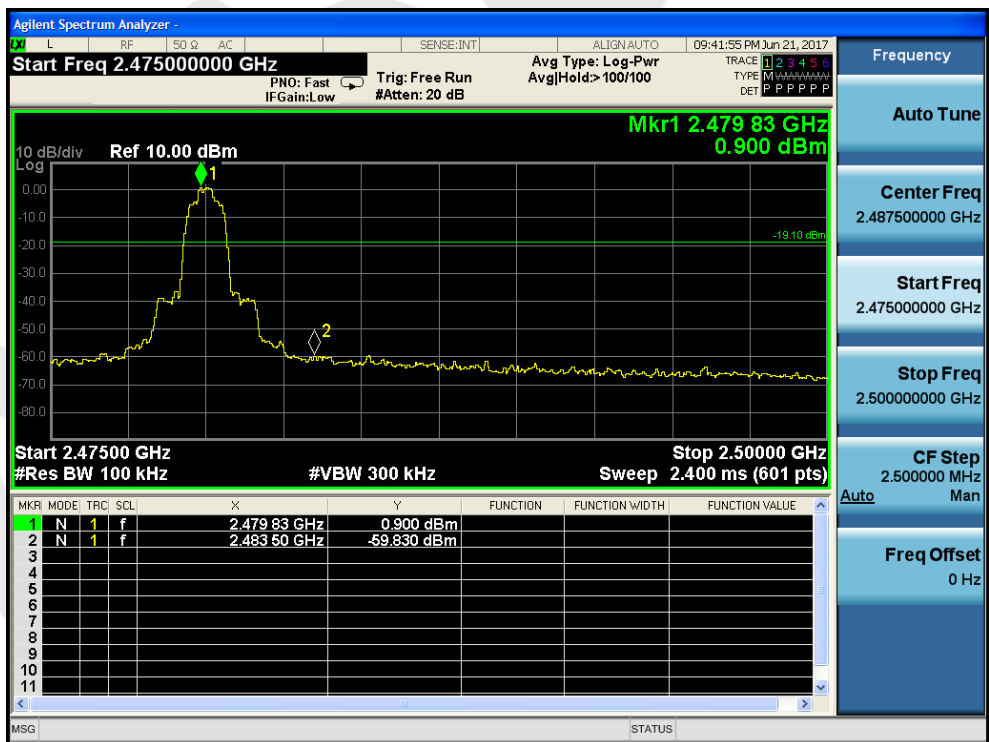 Agilent Spectrum Analyzer -
LXI L RF 50 Ω AC SENSE:INT ALIGN AUTO 09:41:55 PM Jun 21, 2017
Start Freq 2.475000000 GHz
PNO: Fast
IFGain:Low
Trig: Free Run
#Atten: 20 dB
Avg Type: Log-Pwr
Avg|Hold:> 100/100
TRACE 1 2 3 4 5 6
TYPE M
DET P P P P P P
Mkr1 2.479 83 GHz
0.900 dBm
10 dB/div Ref 10.00 dBm
Log
1
0.00
-10.0
-20.0
-19.10 dBm
-30.0
-40.0
-50.0
2
-60.0
-70.0
-80.0
Start 2.47500 GHz Stop 2.50000 GHz
#Res BW 100 kHz #VBW 300 kHz Sweep 2.400 ms (601 pts)
MKR MODE TRC SCL X Y FUNCTION FUNCTION WIDTH FUNCTION VALUE
1 N 1 f 2.479 83 GHz 0.900 dBm
2 N 1 f 2.483 50 GHz -59.830 dBm
3
4
5
6
7
8
9
10
11
MSG STATUS
Frequency
Auto Tune
Center Freq
2.487500000 GHz
Start Freq
2.475000000 GHz
Stop Freq
2.500000000 GHz
CF Step
2.500000 MHz
Auto Man
Freq Offset
0 Hz